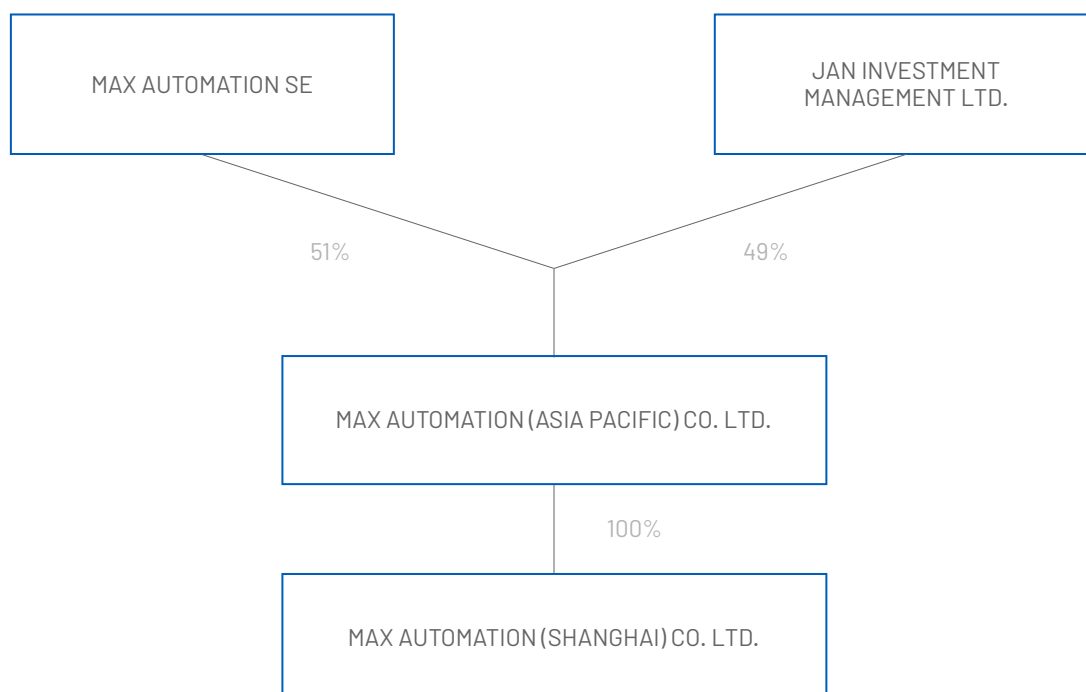 MAX AUTOMATION SE
JAN INVESTMENT
MANAGEMENT LTD.
51%
49%
MAX AUTOMATION (ASIA PACIFIC) CO. LTD.
100%
MAX AUTOMATION (SHANGHAI) CO. LTD.